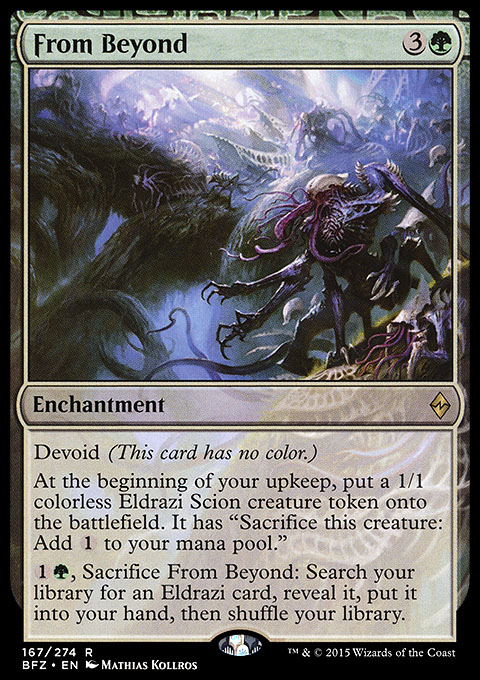 From Beyond 3
Enchantment
Devoid (This card has no color.)
At the beginning of your upkeep, put a 1/1
colorless Eldrazi Scion creature token onto
the battlefield. It has “Sacrifice this creature:
Add 1 to your mana pool.”
1, Sacrifice From Beyond: Search your
library for an Eldrazi card, reveal it, put it
into your hand, then shuffle your library.
167/274 R
BFZ • EN Mathias Kollros
™ & © 2015 Wizards of the Coast